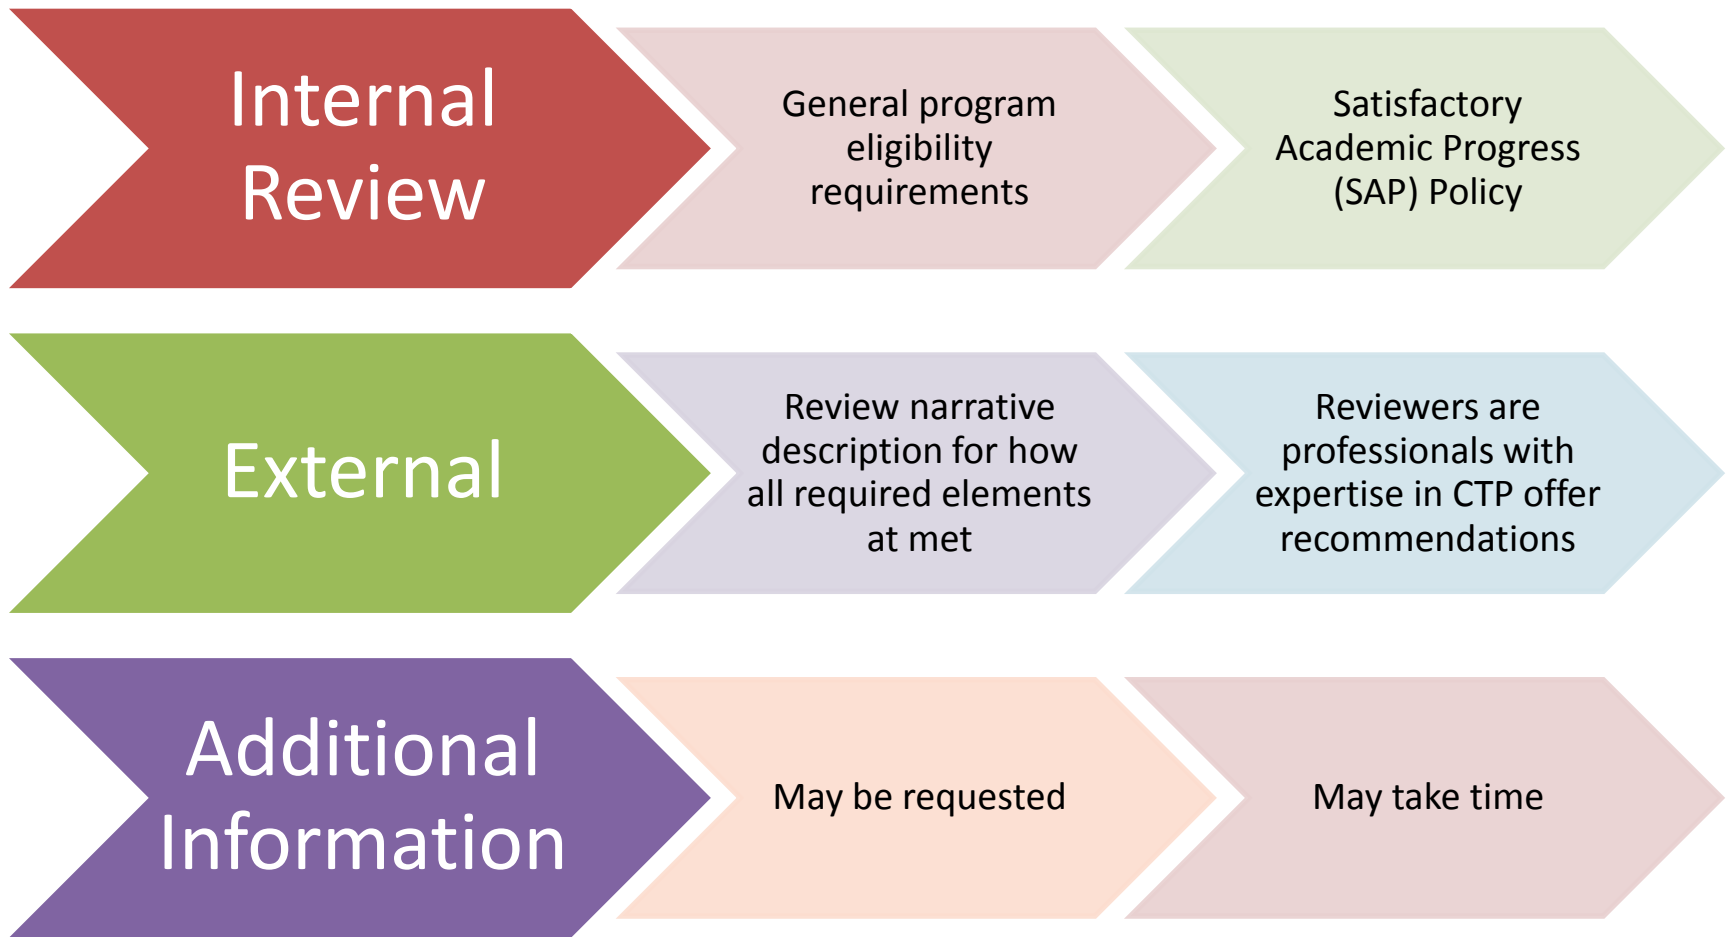 Internal
Review
General program
eligibility
requirements
Satisfactory
Academic Progress
(SAP) Policy
External
Review narrative
description for how
all required elements
at met
Reviewers are
professionals with
expertise in CTP offer
recommendations
Additional
Information
May be requested
May take time